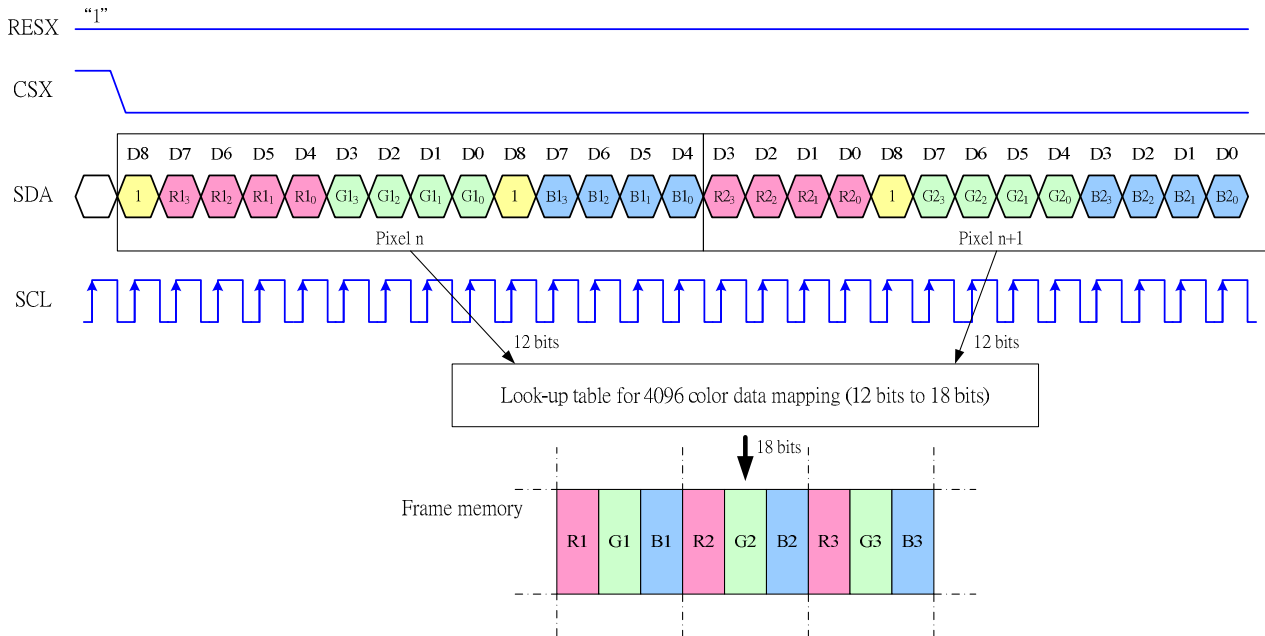 “1”
RESX
CSX
D8 D7 D6 D5 D4 D3 D2 D1 D0 D8 D7 D6 D5 D4 D3 D2 D1 D0 D8 D7 D6 D5 D4 D3 D2 D1 D0
SDA 1 R1₃ R1₂ R1₁ R1₀ G1₃ G1₂ G1₁ G1₀ 1 B1₃ B1₂ B1₁ B1₀ R2₃ R2₂ R2₁ R2₀ 1 G2₃ G2₂ G2₁ G2₀ B2₃ B2₂ B2₁ B2₀
Pixel n Pixel n+1
SCL
12 bits 12 bits
Look-up table for 4096 color data mapping (12 bits to 18 bits)
18 bits
Frame memory
R1 G1 B1 R2 G2 B2 R3 G3 B3